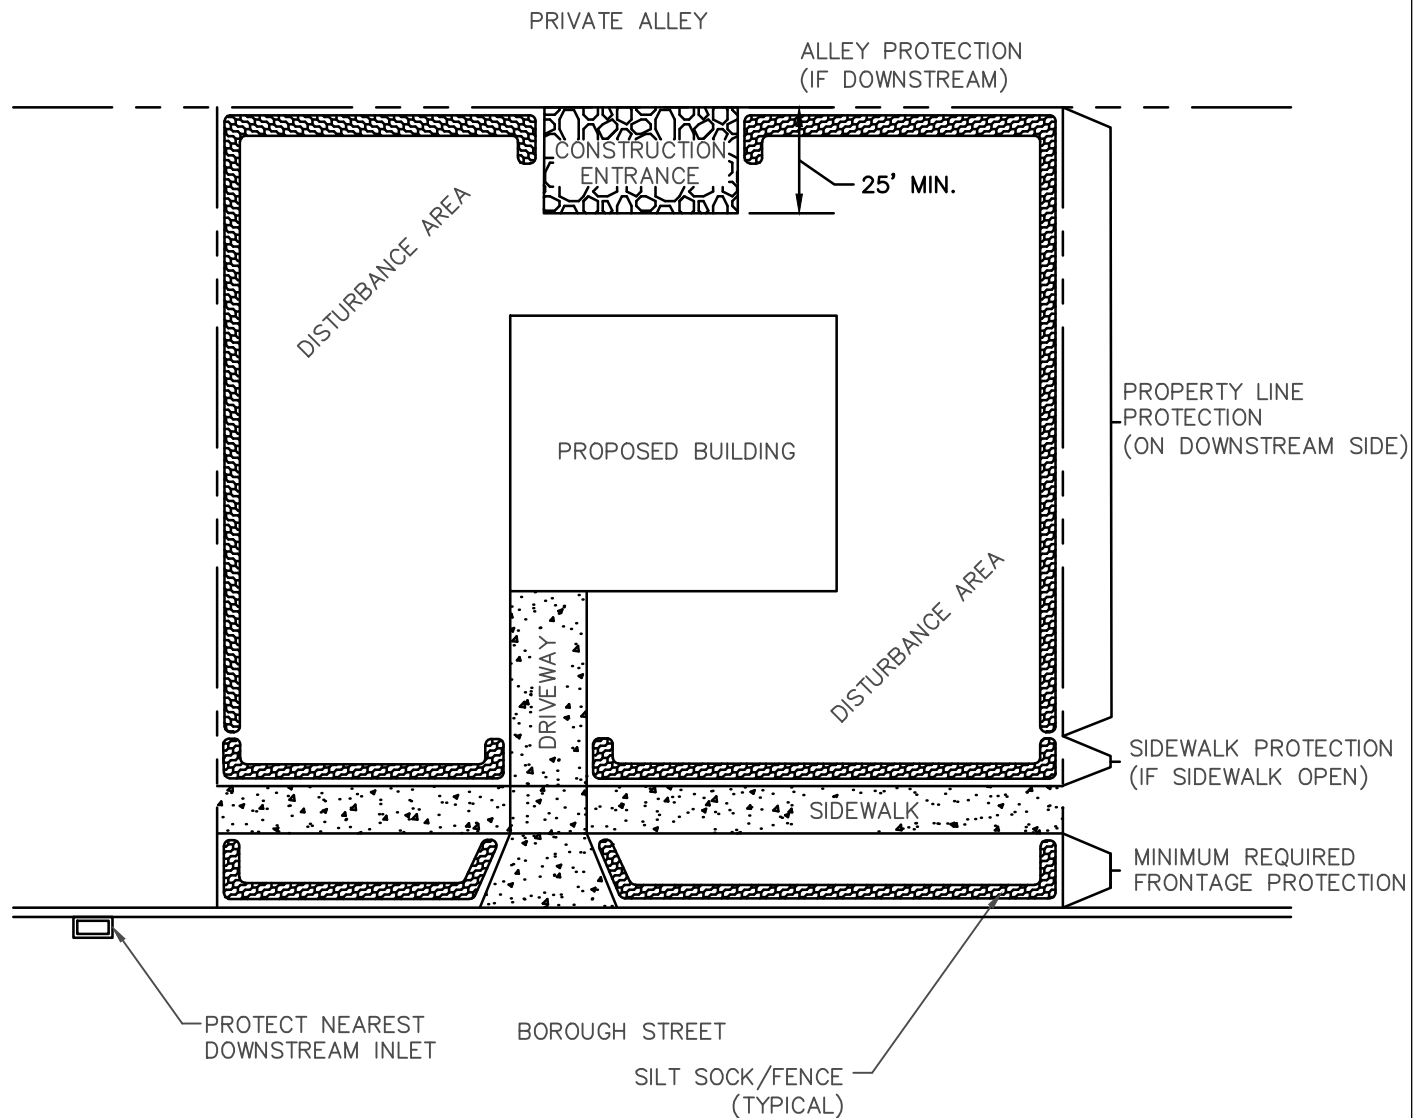 PRIVATE ALLEY
ALLEY PROTECTION
(IF DOWNSTREAM)
CONSTRUCTION
ENTRANCE
25' MIN.
DISTURBANCE AREA
PROPERTY LINE
PROTECTION
(ON DOWNSTREAM SIDE)
PROPOSED BUILDING
DISTURBANCE AREA
DRIVEWAY
SIDEWALK PROTECTION
(IF SIDEWALK OPEN)
SIDEWALK
MINIMUM REQUIRED
FRONTAGE PROTECTION
PROTECT NEAREST
DOWNSTREAM INLET
BOROUGH STREET
SILT SOCK/FENCE
(TYPICAL)